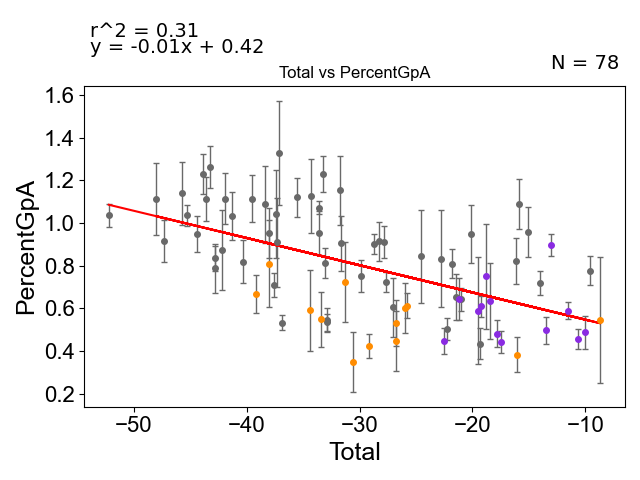 r^2 = 0.31
y = -0.01x + 0.42
N = 78
Total vs PercentGpA
1.6
1.4
1.2
1.0
0.8
0.6
0.4
0.2
PercentGpA
−50
−40
−30
−20
−10
Total